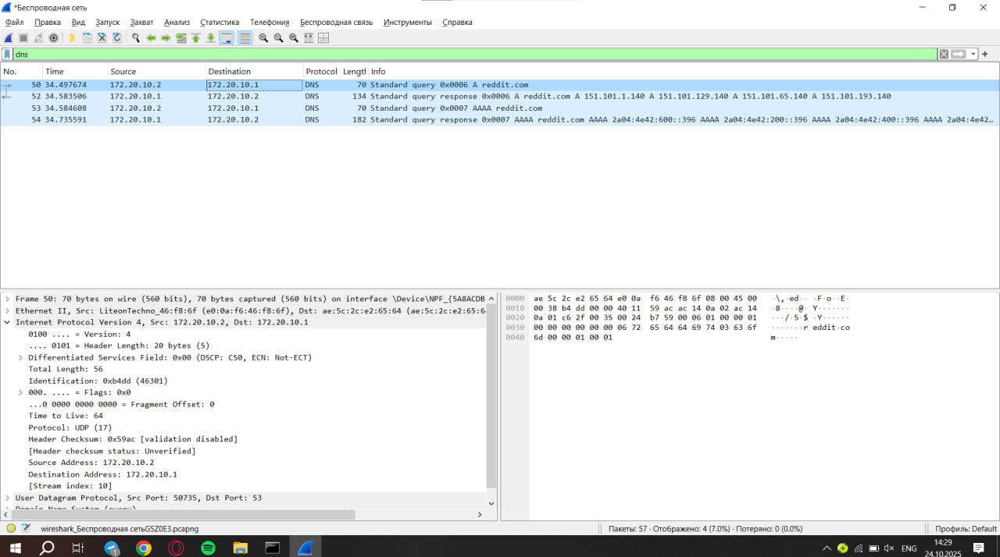 *Беспроводная сеть
Файл Правка Вид Запуск Захват Анализ Статистика Телефония Беспроводная связь Инструменты Справка
dns
No. Time Source Destination Protocol Lengtl Info
50 34.497674 172.20.10.2 172.20.10.1 DNS 70 Standard query 0x0006 A reddit.com
52 34.583506 172.20.10.1 172.20.10.2 DNS 134 Standard query response 0x0006 A reddit.com A 151.101.1.140 A 151.101.129.140 A 151.101.65.140 A 151.101.193.140
53 34.584608 172.20.10.2 172.20.10.1 DNS 70 Standard query 0x0007 AAAA reddit.com
54 34.735591 172.20.10.1 172.20.10.2 DNS 182 Standard query response 0x0007 AAAA reddit.com AAAA 2a04:4e42:600::396 AAAA 2a04:4e42:200::396 AAAA 2a04:4e42:400::396 AAAA 2a04:4e42…
Frame 50: 70 bytes on wire (560 bits), 70 bytes captured (560 bits) on interface \Device\NPF_{5A8ACDB
Ethernet II, Src: LiteonTechno_46:f8:6f (e0:0a:f6:46:f8:6f), Dst: ae:5c:2c:e2:65:64 (ae:5c:2c:e2:65:6
Internet Protocol Version 4, Src: 172.20.10.2, Dst: 172.20.10.1
0100 .... = Version: 4
.... 0101 = Header Length: 20 bytes (5)
Differentiated Services Field: 0x00 (DSCP: CS0, ECN: Not-ECT)
Total Length: 56
Identification: 0xb4dd (46301)
000. .... = Flags: 0x0
...0 0000 0000 0000 = Fragment Offset: 0
Time to Live: 64
Protocol: UDP (17)
Header Checksum: 0x59ac [validation disabled]
[Header checksum status: Unverified]
Source Address: 172.20.10.2
Destination Address: 172.20.10.1
[Stream index: 10]
User Datagram Protocol, Src Port: 50735, Dst Port: 53
Domain Name System (query)
0000 ae 5c 2c e2 65 64 e0 0a f6 46 f8 6f 08 00 45 00 ·\,·ed·· ·F·o··E·
0010 00 38 b4 dd 00 00 40 11 59 ac ac 14 0a 02 ac 14 ·8····@· Y·······
0020 0a 01 c6 2f 00 35 00 24 b7 59 00 06 01 00 00 01 ···/·5·$ ·Y······
0030 00 00 00 00 00 00 06 72 65 64 64 69 74 03 63 6f ·······r eddit·co
0040 6d 00 00 01 00 01 m·····
wireshark_Беспроводная сетьGSZ0E3.pcapng
Пакеты: 57 · Отображено: 4 (7.0%) · Потеряно: 0 (0.0%)
Профиль: Default
ENG
14:29
24.10.2025